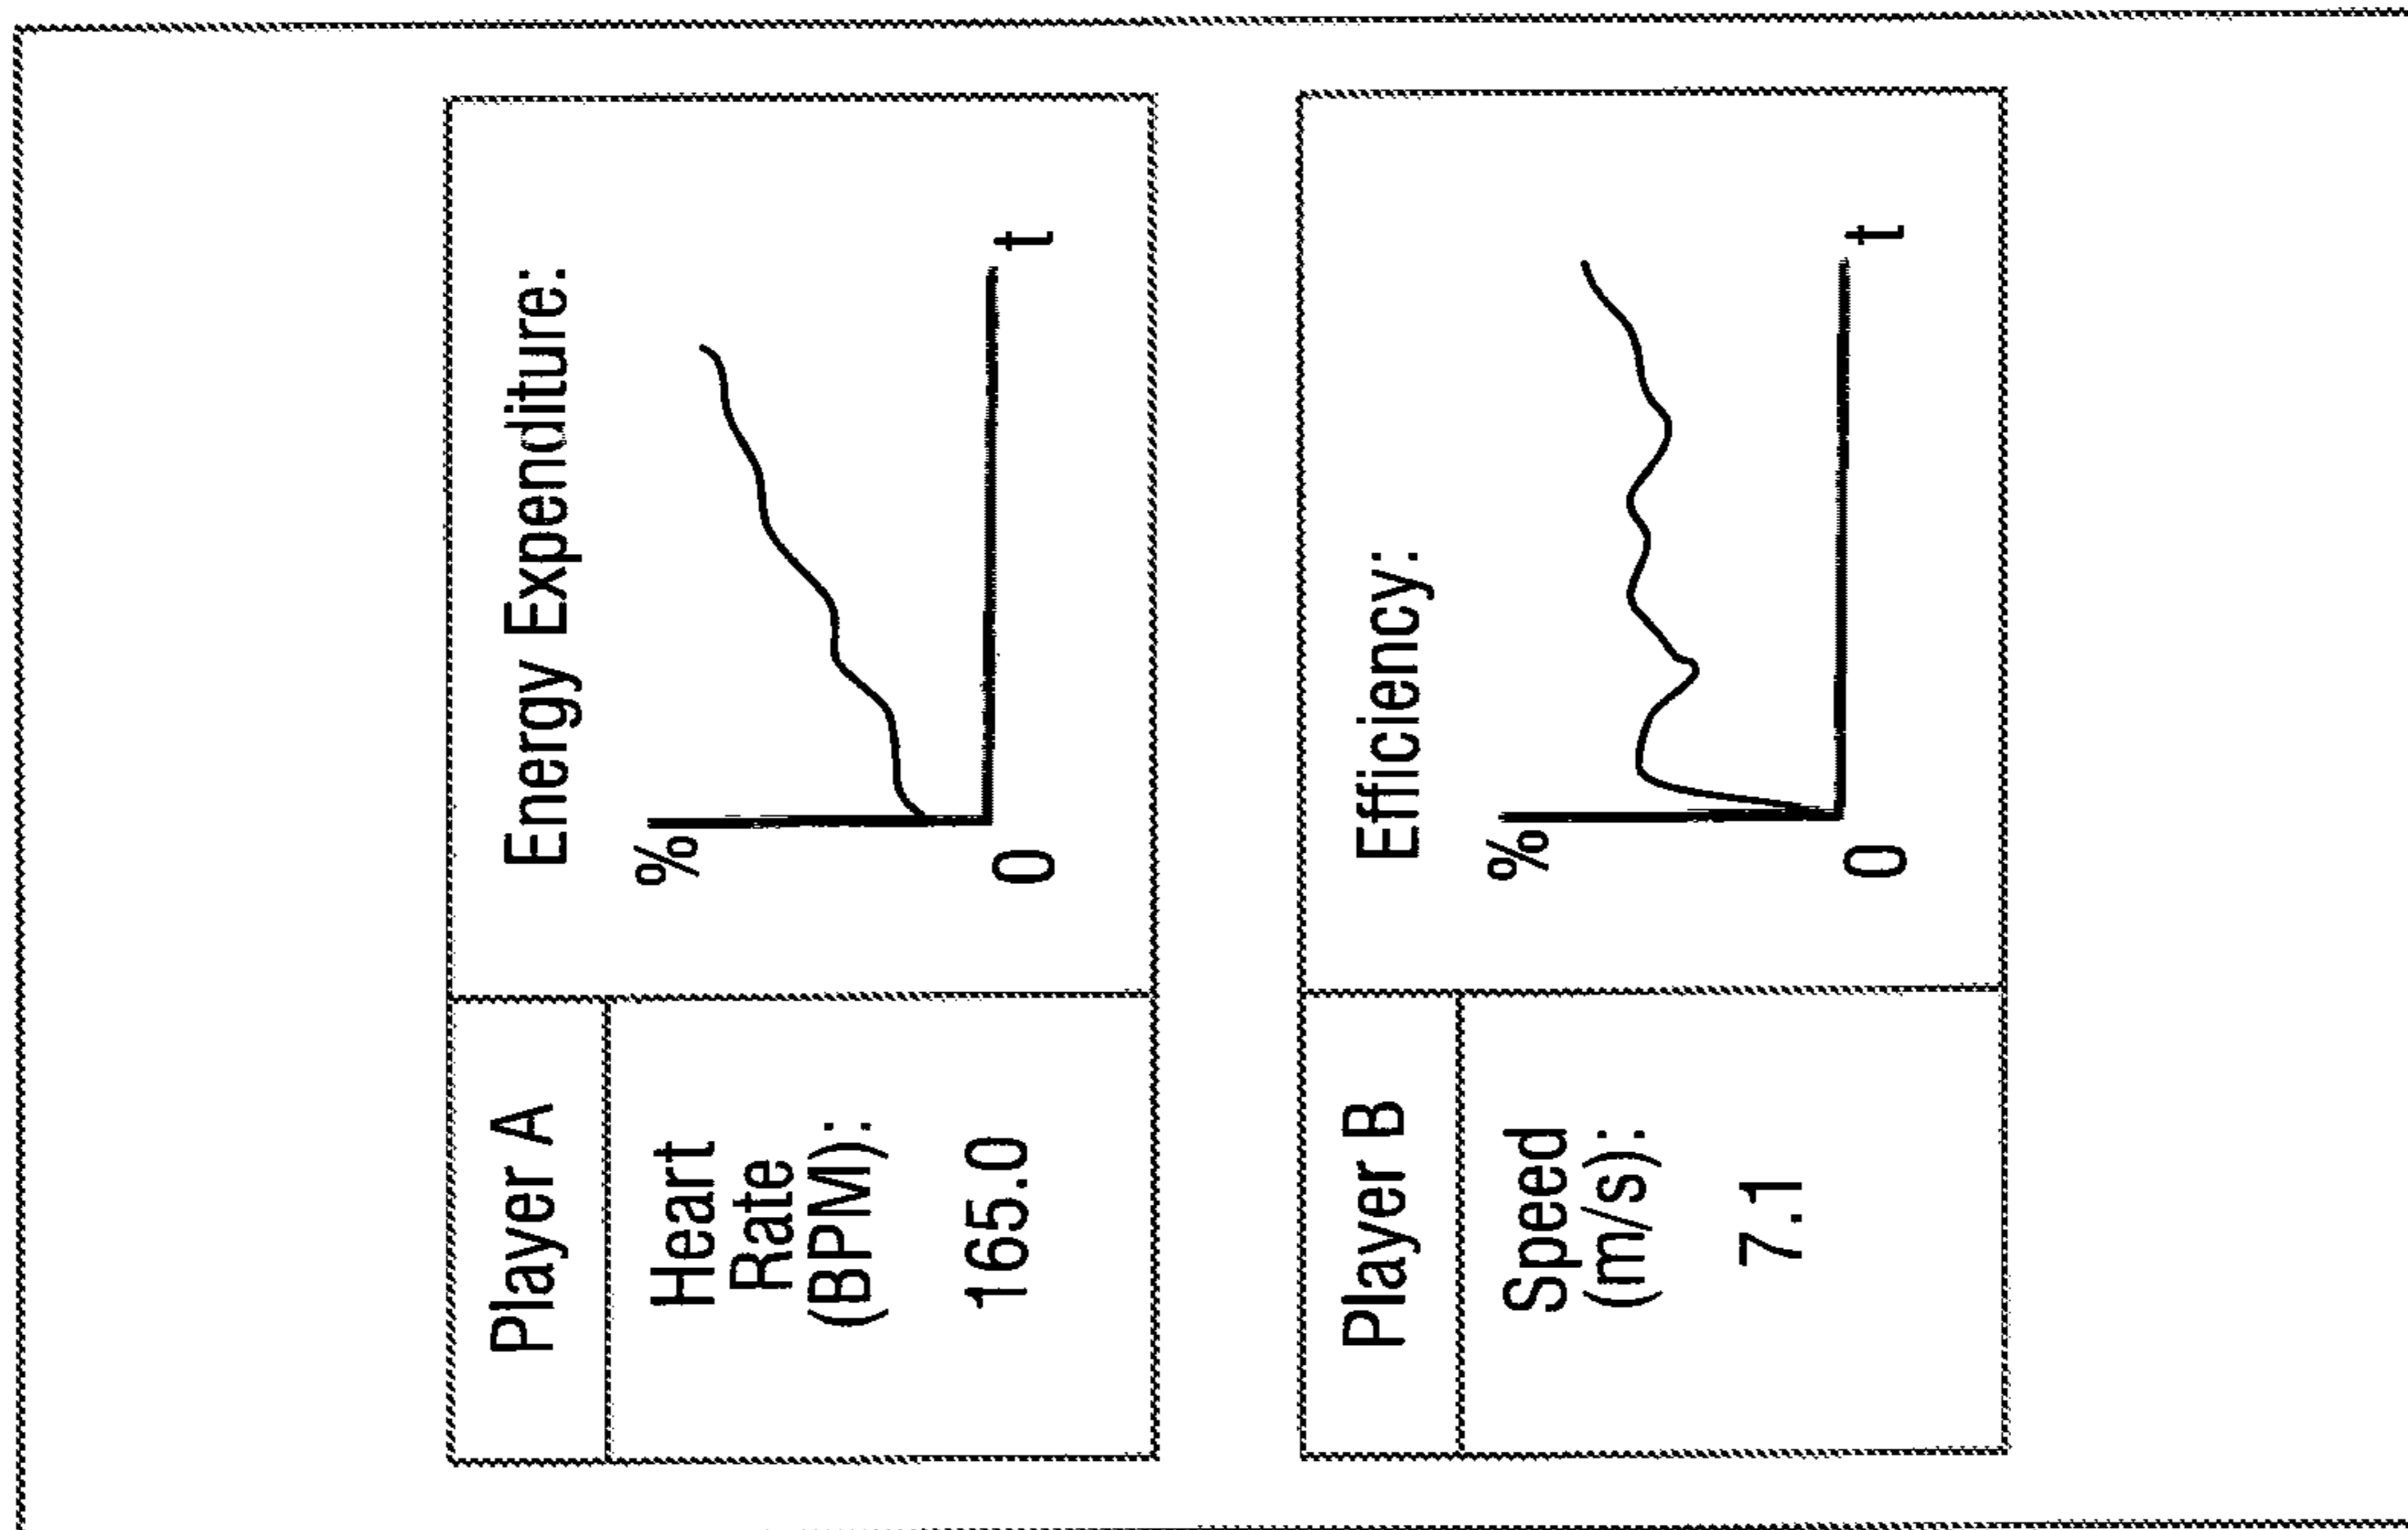 Player A
Heart
Rate
(BPM):
165.0
Energy Expenditure:
%
0
t
Player B
Speed
(m/s):
7.1
Efficiency:
%
0
t